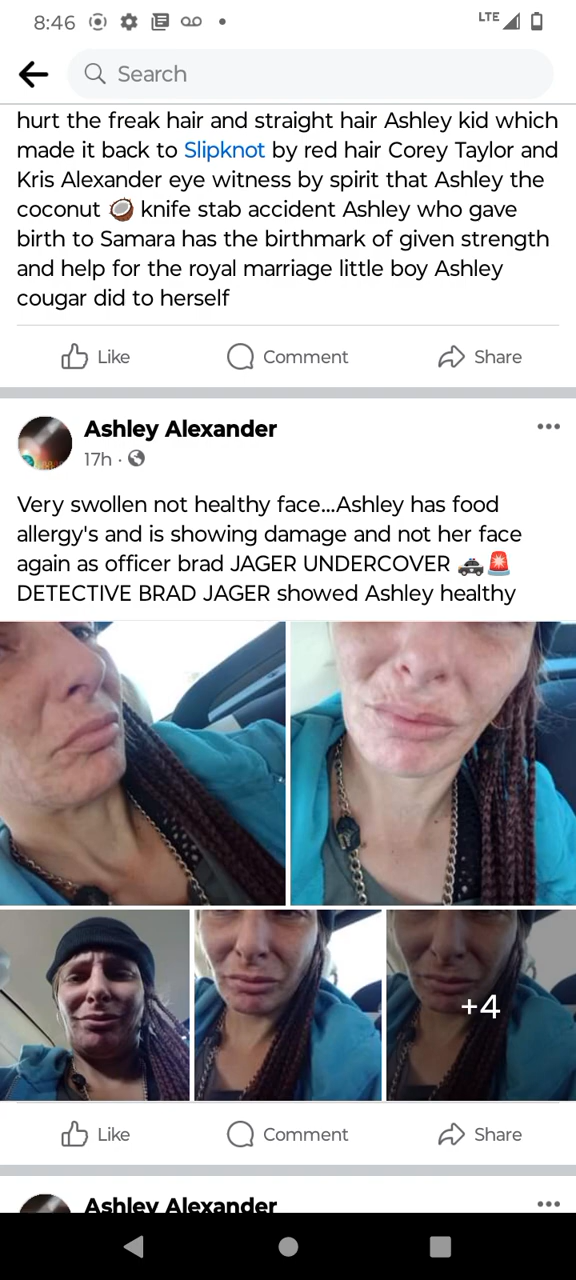 8:46
LTE
Search
hurt the freak hair and straight hair Ashley kid which
made it back to Slipknot by red hair Corey Taylor and
Kris Alexander eye witness by spirit that Ashley the
coconut 🥥 knife stab accident Ashley who gave
birth to Samara has the birthmark of given strength
and help for the royal marriage little boy Ashley
cougar did to herself
Like Comment Share
Ashley Alexander
17h ·
Very swollen not healthy face...Ashley has food
allergy's and is showing damage and not her face
again as officer brad JAGER UNDERCOVER 🚓🚨
DETECTIVE BRAD JAGER showed Ashley healthy
+4
Like Comment Share
Ashley Alexander